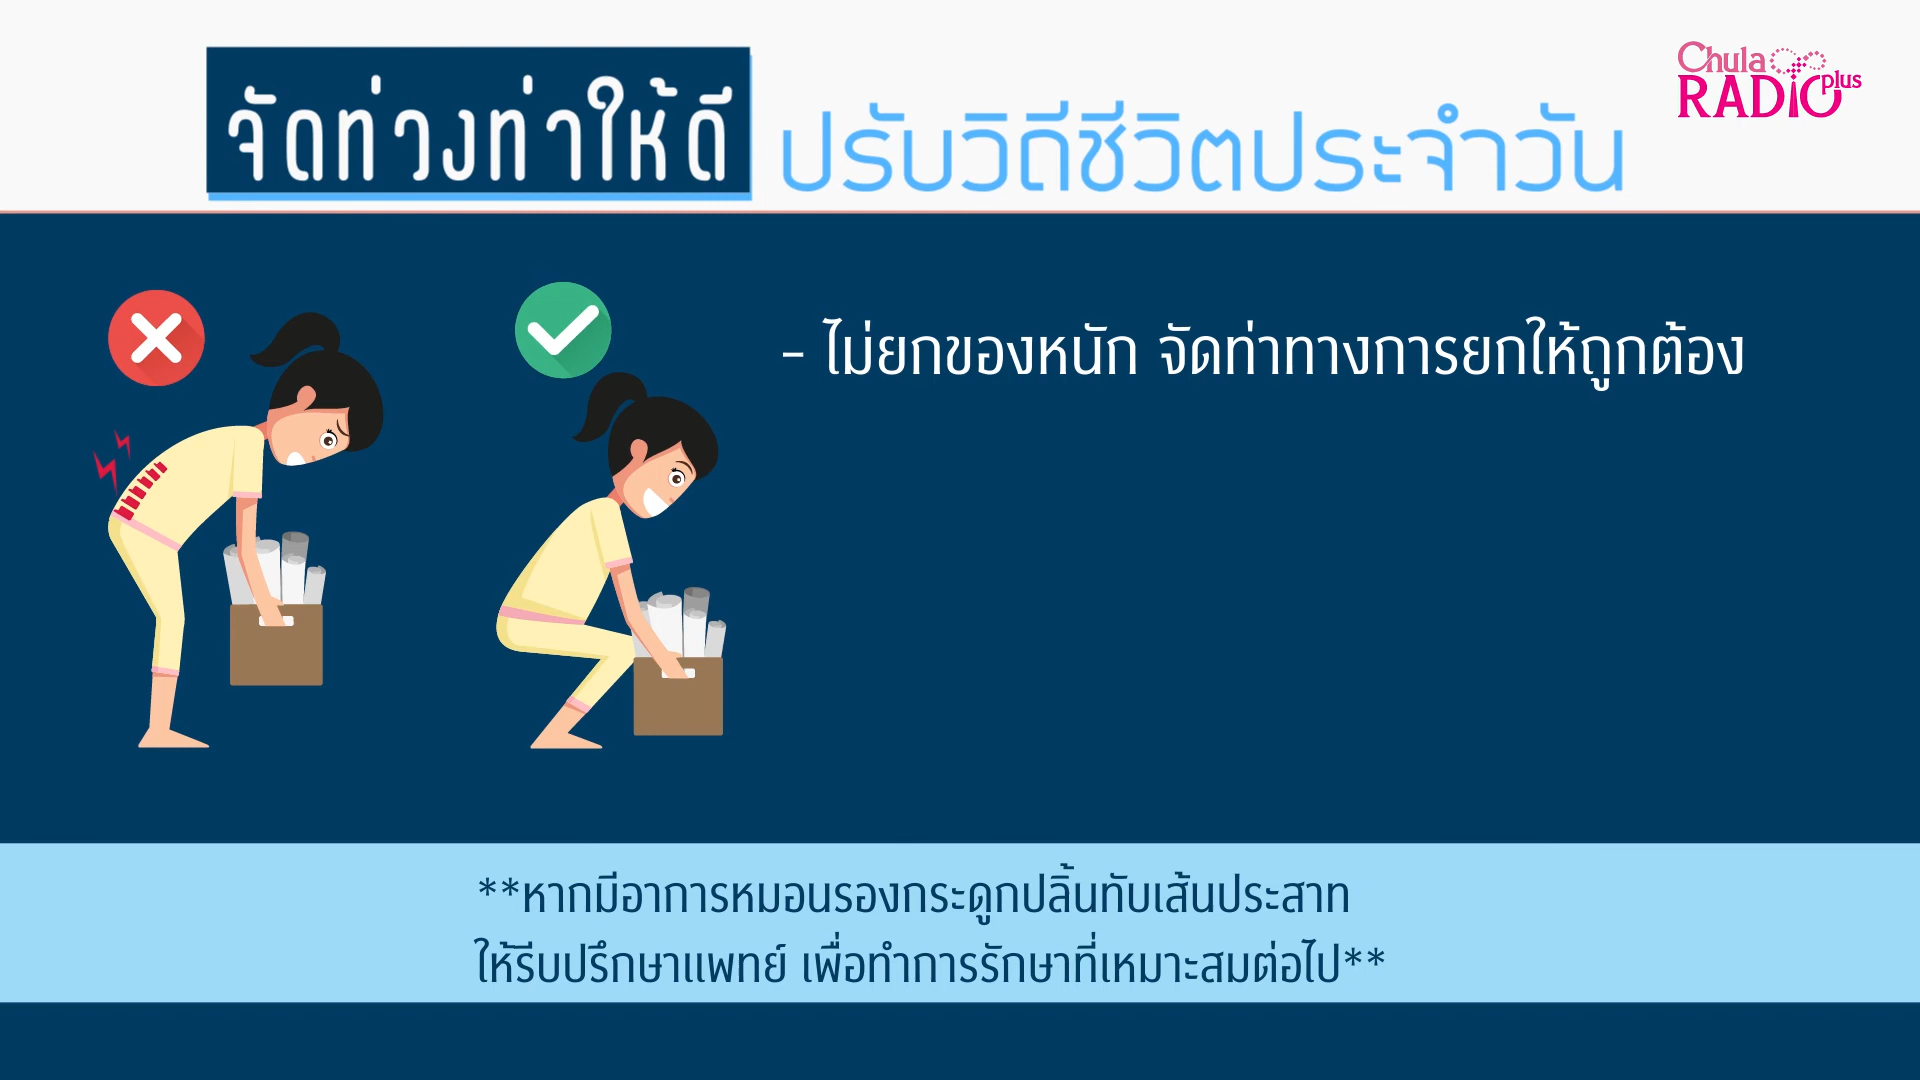 จัดท่วงท่าให้ดี ปรับวิถีชีวิตประจำวัน
Chula
RADIO plus
- ไม่ยกของหนัก จัดท่าทางการยกให้ถูกต้อง
**หากมีอาการหมอนรองกระดูกปลิ้นทับเส้นประสาท
ให้รีบปรึกษาแพทย์ เพื่อทำการรักษาที่เหมาะสมต่อไป**